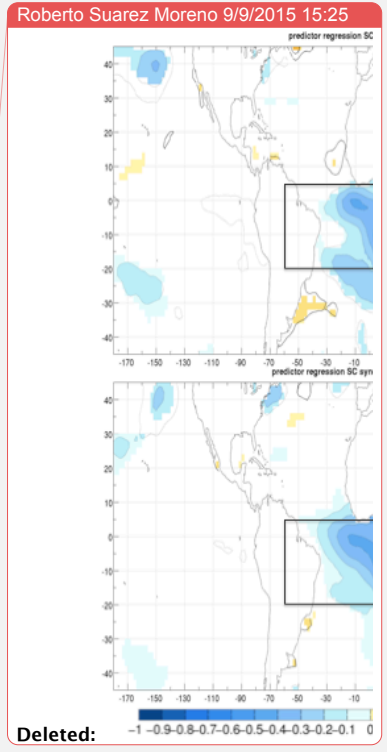 Roberto Suarez Moreno 9/9/2015 15:25
predictor regression SC
40
30
20
10
0
-10
-20
-30
-40
-170 -150 -130 -110 -90 -70 -50 -30 -10
predictor regression SC syn
40
30
20
10
0
-10
-20
-30
-40
-170 -150 -130 -110 -90 -70 -50 -30 -10
Deleted:
-1 -0.9 -0.8 -0.7 -0.6 -0.5 -0.4 -0.3 -0.2 -0.1 0